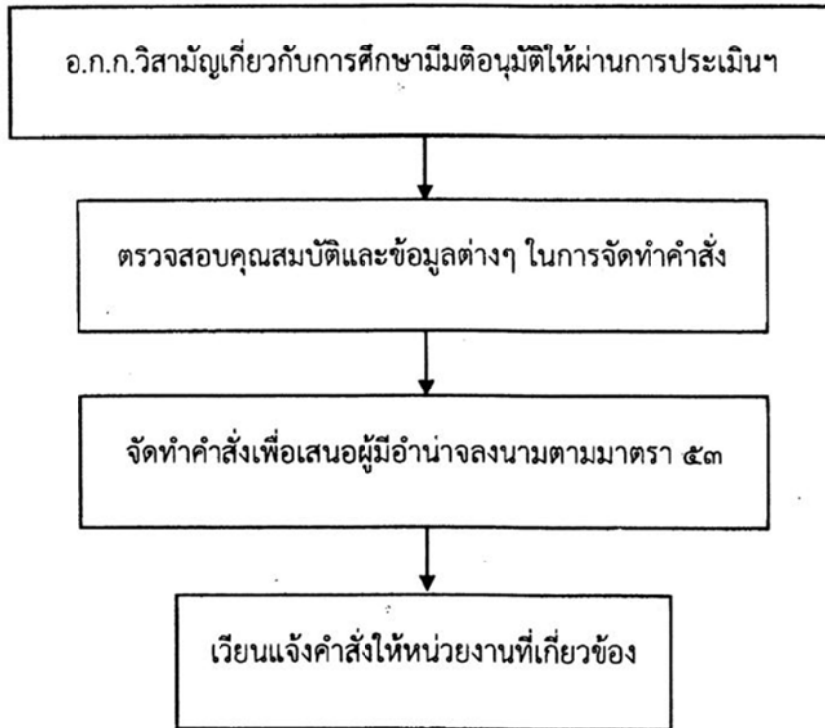 อ.ก.ก.วิสามัญเกี่ยวกับการศึกษามีมติอนุมัติให้ผ่านการประเมินฯ
ตรวจสอบคุณสมบัติและข้อมูลต่างๆ ในการจัดทำคำสั่ง
จัดทำคำสั่งเพื่อเสนอผู้มีอำนาจลงนามตามมาตรา ๕๓
เวียนแจ้งคำสั่งให้หน่วยงานที่เกี่ยวข้อง